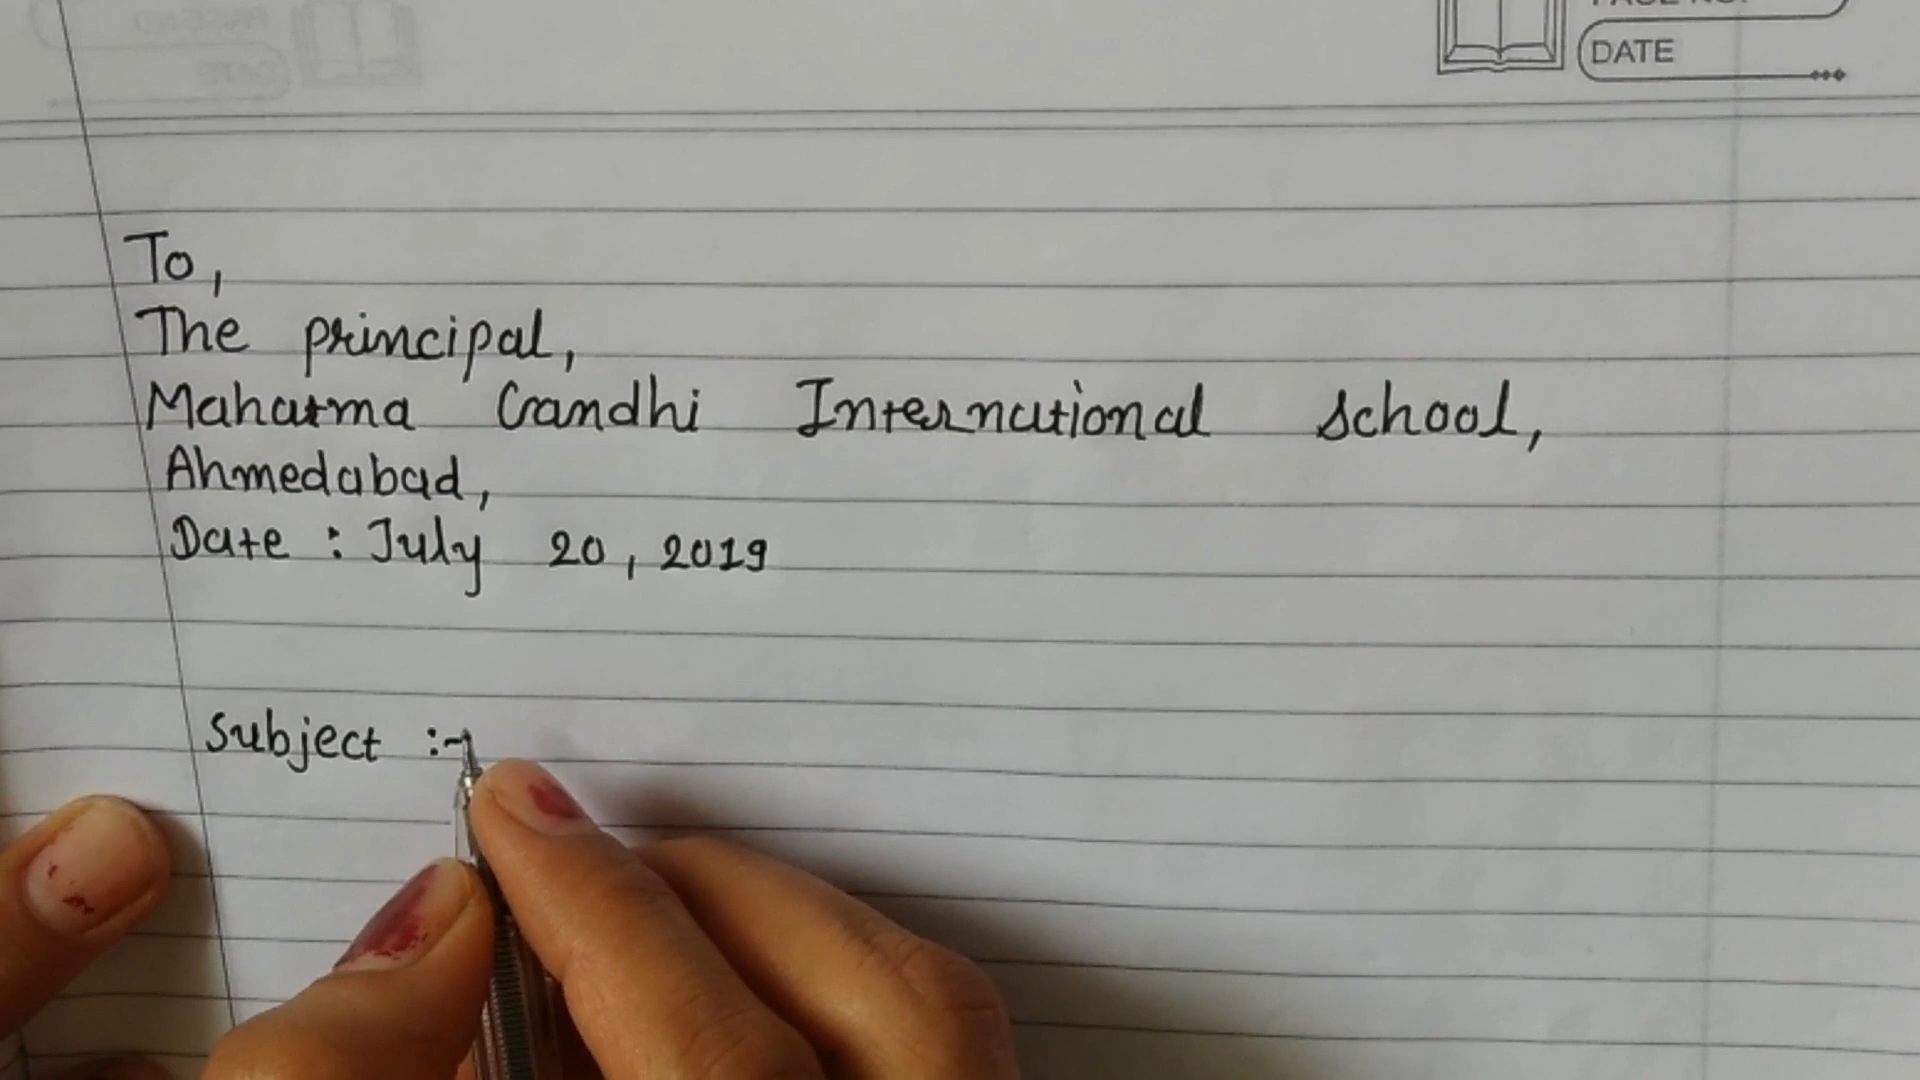 DATE
To,
The principal,
Mahatma Gandhi International School,
Ahmedabad,
Date : July 20, 2019
Subject :-